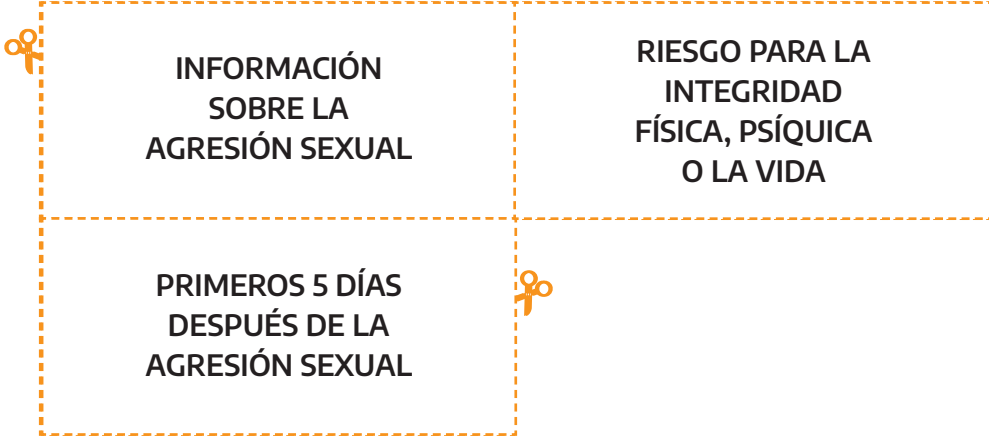 INFORMACIÓN
SOBRE LA
AGRESIÓN SEXUAL
RIESGO PARA LA
INTEGRIDAD
FÍSICA, PSÍQUICA
O LA VIDA
PRIMEROS 5 DÍAS
DESPUÉS DE LA
AGRESIÓN SEXUAL